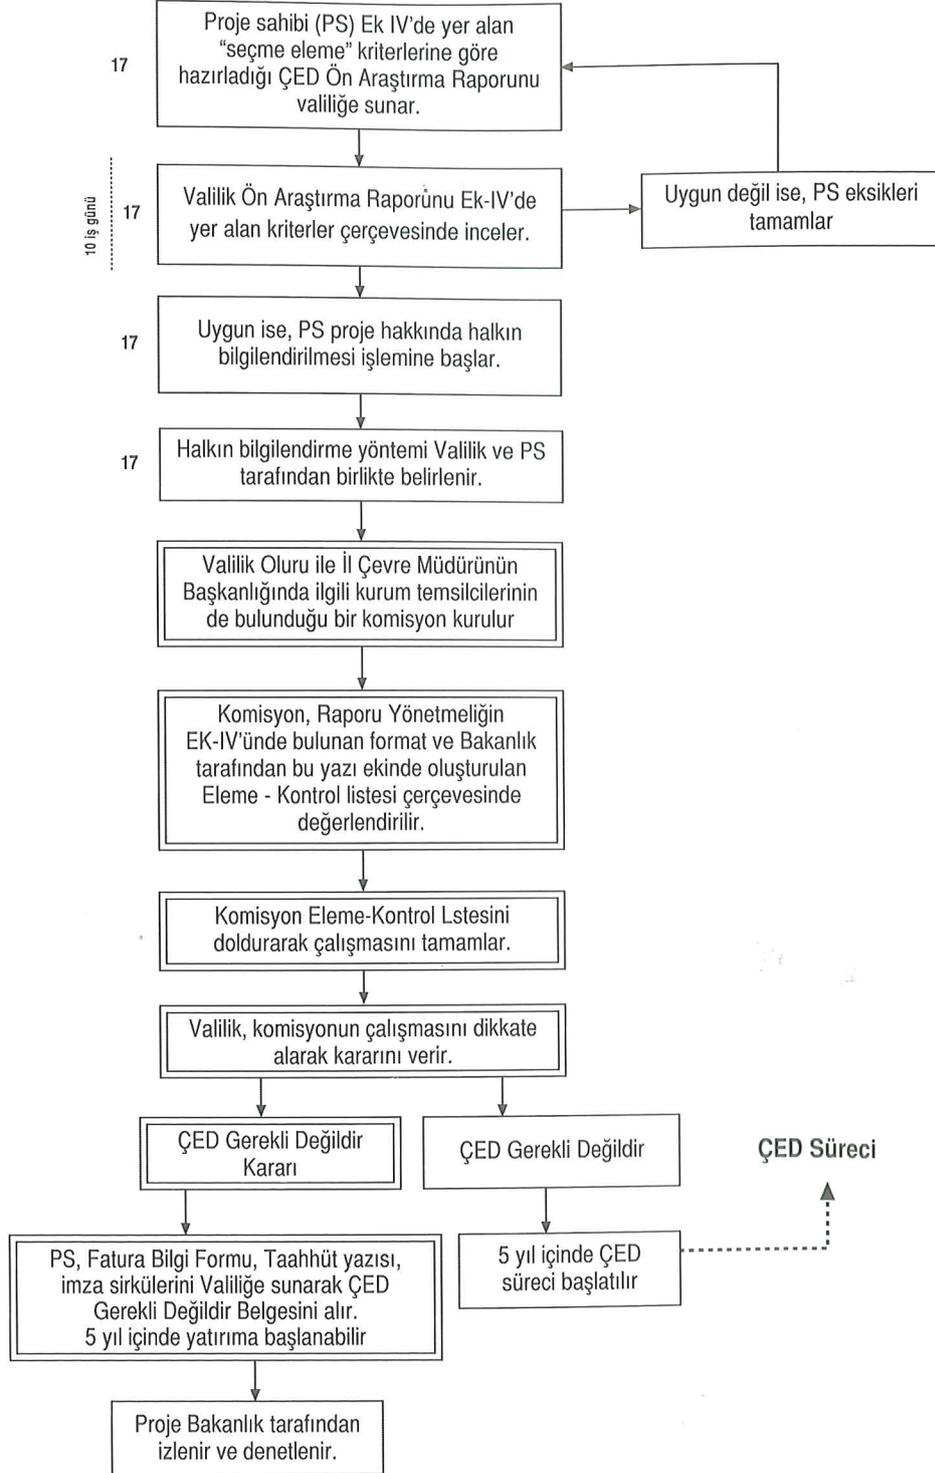 Proje sahibi (PS) Ek IV’de yer alan
“seçme eleme” kriterlerine göre
hazırladığı ÇED Ön Araştırma Raporunu
valiliğe sunar.
17
Valilik Ön Araştırma Raporunu Ek-IV’de
yer alan kriterler çerçevesinde inceler.
17
10 iş günü
Uygun değil ise, PS eksikleri
tamamlar
Uygun ise, PS proje hakkında halkın
bilgilendirilmesi işlemine başlar.
17
Halkın bilgilendirme yöntemi Valilik ve PS
tarafından birlikte belirlenir.
17
Valilik Oluru ile İl Çevre Müdürünün
Başkanlığında ilgili kurum temsilcilerinin
de bulunduğu bir komisyon kurulur
Komisyon, Raporu Yönetmeliğin
EK-IV’ünde bulunan format ve Bakanlık
tarafından bu yazı ekinde oluşturulan
Eleme - Kontrol listesi çerçevesinde
değerlendirilir.
Komisyon Eleme-Kontrol Lstesini
doldurarak çalışmasını tamamlar.
Valilik, komisyonun çalışmasını dikkate
alarak kararını verir.
ÇED Gerekli Değildir
Kararı
ÇED Gerekli Değildir
ÇED Süreci
PS, Fatura Bilgi Formu, Taahhüt yazısı,
imza sirkülerini Valiliğe sunarak ÇED
Gerekli Değildir Belgesini alır.
5 yıl içinde yatırıma başlanabilir
5 yıl içinde ÇED
süreci başlatılır
Proje Bakanlık tarafından
izlenir ve denetlenir.